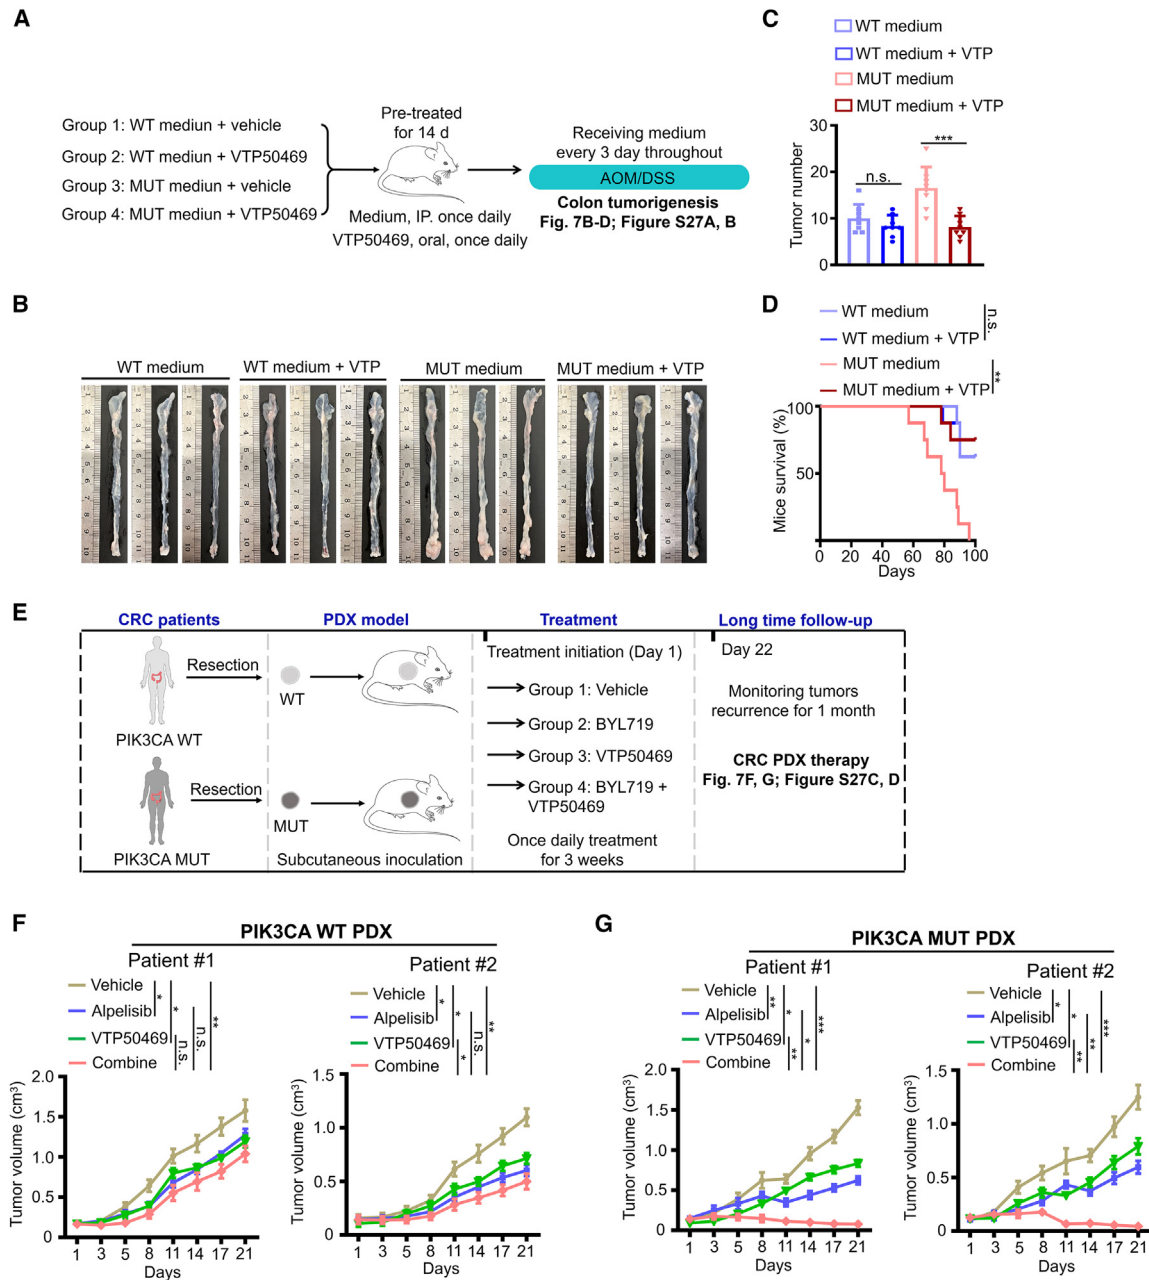 A
Group 1: WT mediun + vehicle
Group 2: WT mediun + VTP50469
Group 3: MUT mediun + vehicle
Group 4: MUT mediun + VTP50469
Pre-treated
for 14 d
Medium, IP. once daily
VTP50469, oral, once daily
Receiving medium
every 3 day throughout
AOM/DSS
Colon tumorigenesis
Fig. 7B-D; Figure S27A, B
C
WT medium
WT medium + VTP
MUT medium
MUT medium + VTP
Tumor number
30
20
10
0
n.s.
***
B
WT medium
WT medium + VTP
MUT medium
MUT medium + VTP
D
WT medium
WT medium + VTP
MUT medium
MUT medium + VTP
n.s.
**
Mice survival (%)
100
50
0 20 40 60 80 100
Days
E
CRC patients
PDX model
Treatment
Long time follow-up
Resection
PIK3CA WT
WT
Resection
PIK3CA MUT
MUT
Subcutaneous inoculation
Treatment initiation (Day 1)
Group 1: Vehicle
Group 2: BYL719
Group 3: VTP50469
Group 4: BYL719 +
VTP50469
Once daily treatment
for 3 weeks
Day 22
Monitoring tumors
recurrence for 1 month
CRC PDX therapy
Fig. 7F, G; Figure S27C, D
F
PIK3CA WT PDX
Patient #1
Vehicle
Alpelisib
VTP50469
Combine
*
*
n.s.
n.s.
**
Tumor volume (cm³)
2.0
1.5
1.0
0.5
0
1 3 5 8 11 14 17 21
Days
Patient #2
Vehicle
Alpelisib
VTP50469
Combine
*
*
*
n.s.
**
Tumor volume (cm³)
1.5
1.0
0.5
0
1 3 5 8 11 14 17 21
Days
G
PIK3CA MUT PDX
Patient #1
Vehicle
Alpelisib
VTP50469
Combine
**
*
**
*
***
Tumor volume (cm³)
2.0
1.5
1.0
0.5
0
1 3 5 8 11 14 17 21
Days
Patient #2
Vehicle
Alpelisib
VTP50469
Combine
*
*
**
**
***
Tumor volume (cm³)
1.5
1.0
0.5
0
1 3 5 8 11 14 17 21
Days